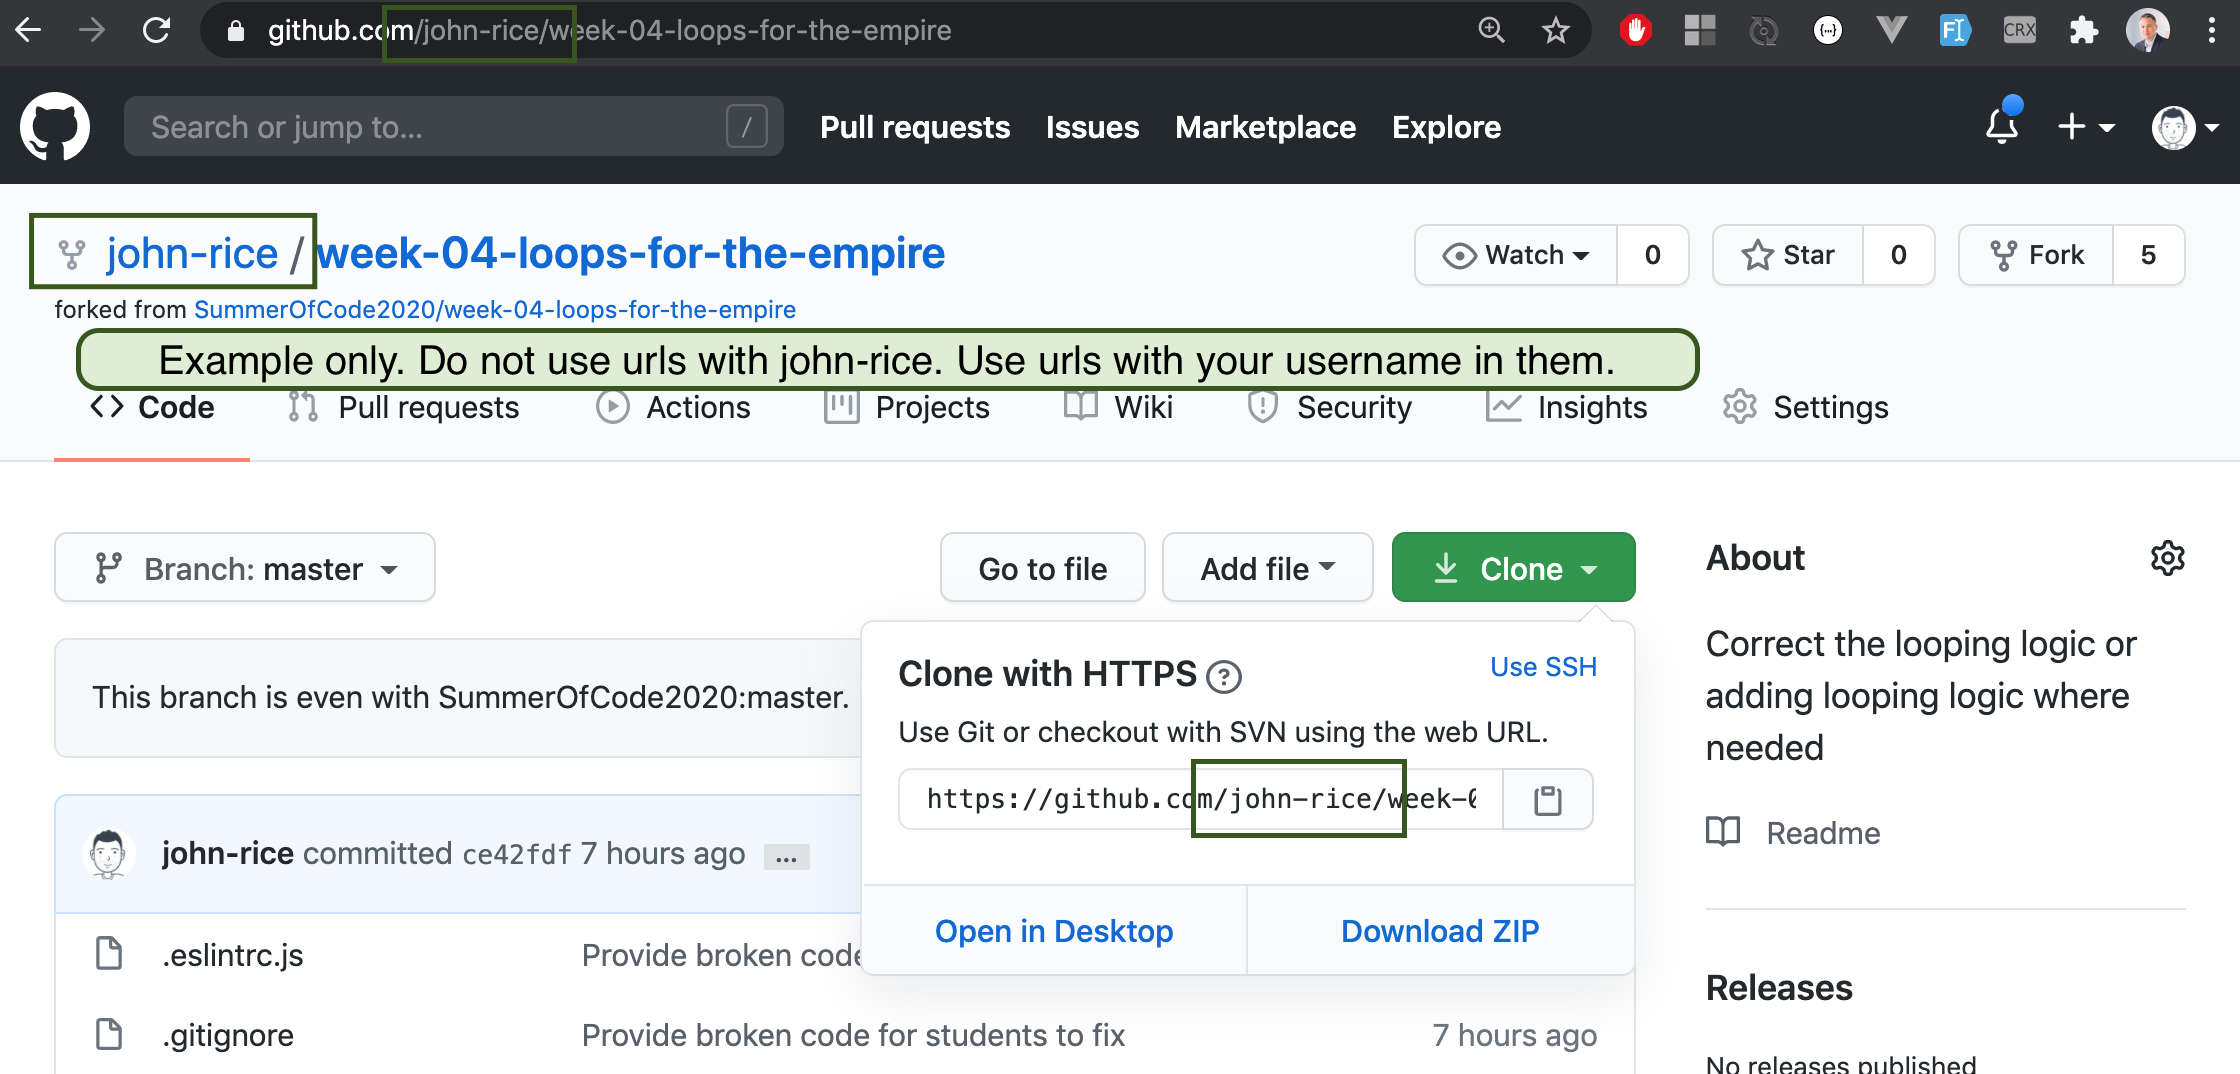 github.com/john-rice/week-04-loops-for-the-empire
FI CRX
Search or jump to... / Pull requests Issues Marketplace Explore
john-rice / week-04-loops-for-the-empire Watch 0 Star 0 Fork 5
forked from SummerOfCode2020/week-04-loops-for-the-empire
Example only. Do not use urls with john-rice. Use urls with your username in them.
<> Code Pull requests Actions Projects Wiki Security Insights Settings
Branch: master Go to file Add file Clone
This branch is even with SummerOfCode2020:master.
Clone with HTTPS ? Use SSH
Use Git or checkout with SVN using the web URL.
https://github.com/john-rice/week-0
john-rice committed ce42fdf 7 hours ago ...
Open in Desktop Download ZIP
.eslintrc.js Provide broken code
.gitignore Provide broken code for students to fix 7 hours ago
About
Correct the looping logic or
adding looping logic where
needed
Readme
Releases
No releases published